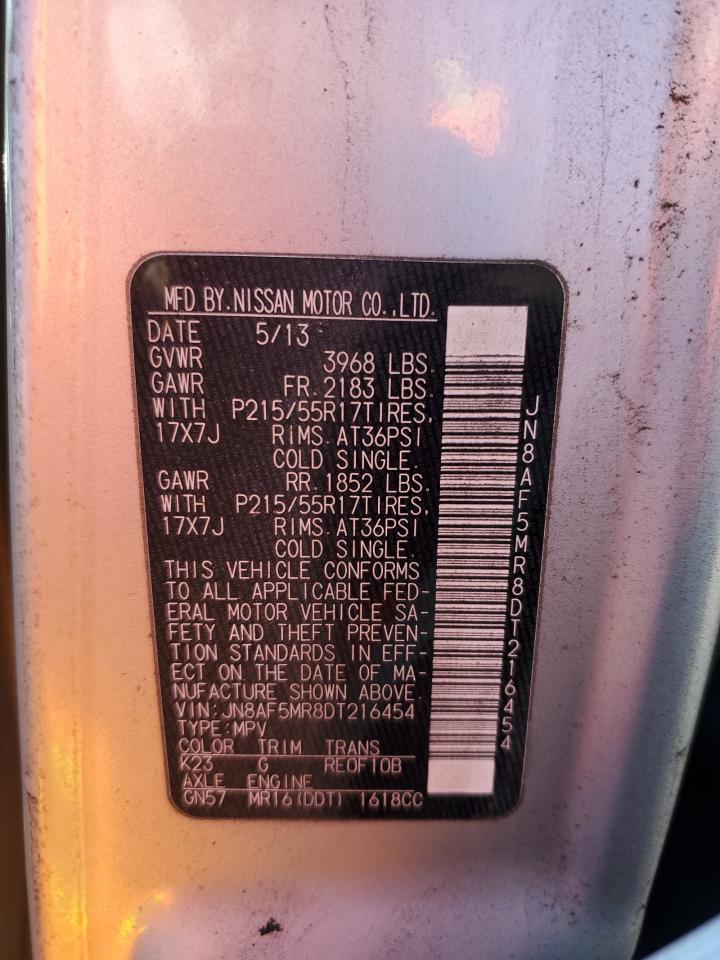 MFD BY.NISSAN MOTOR CO.,LTD.
DATE 5/13
GVWR 3968 LBS.
GAWR FR.2183 LBS.
WITH P215/55R17TIRES,
17X7J RIMS.AT36PSI
COLD SINGLE.
GAWR RR.1852 LBS.
WITH P215/55R17TIRES,
17X7J RIMS.AT36PSI
COLD SINGLE.
THIS VEHICLE CONFORMS
TO ALL APPLICABLE FED-
ERAL MOTOR VEHICLE SA-
FETY AND THEFT PREVEN-
TION STANDARDS IN EFF-
ECT ON THE DATE OF MA-
NUFACTURE SHOWN ABOVE.
VIN:JN8AF5MR8DT216454
TYPE:MPV
COLOR TRIM TRANS
K23 G RE0F10B
AXLE ENGINE
GN57 MR16(DDT) 1618CC
JN8AF5MR8DT216454